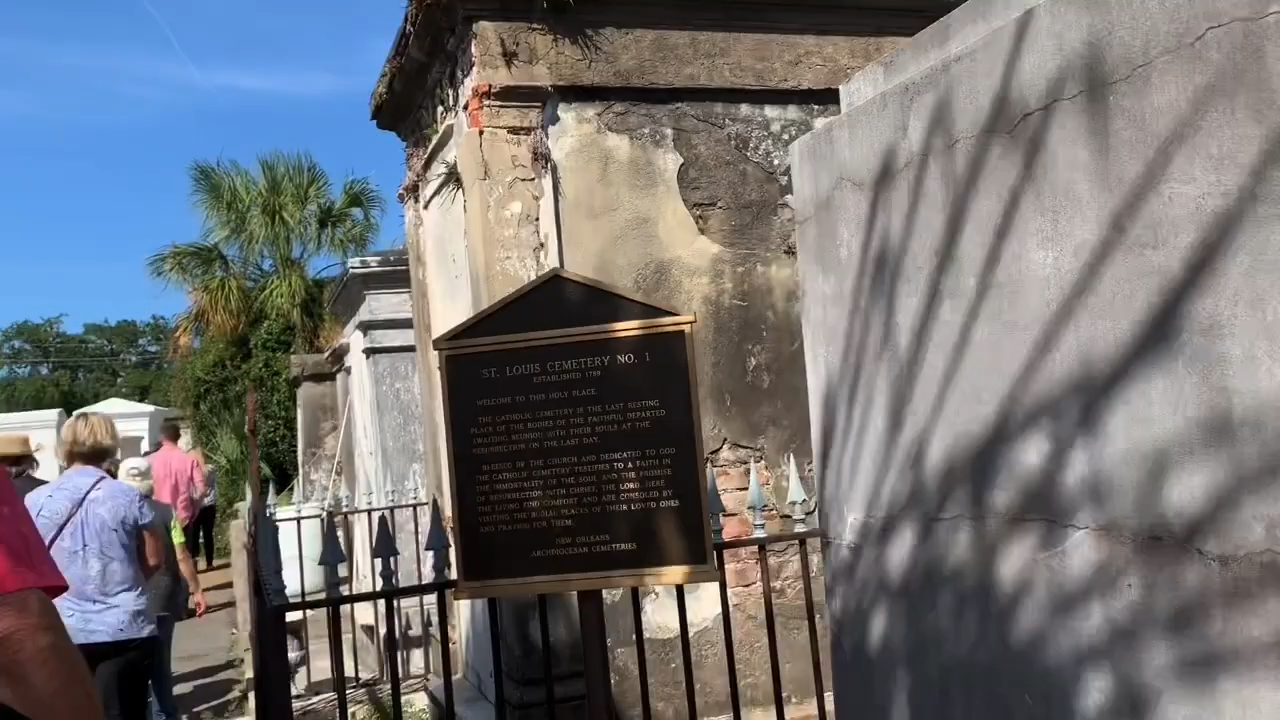 ST. LOUIS CEMETERY NO. 1
ESTABLISHED 1789
WELCOME TO THIS HOLY PLACE.
THE CATHOLIC CEMETERY IS THE LAST RESTING
PLACE OF THE BODIES OF THE FAITHFUL DEPARTED
AWAITING REUNION WITH THEIR SOULS AT THE
RESURRECTION ON THE LAST DAY.
BLESSED BY THE CHURCH AND DEDICATED TO GOD
THE CATHOLIC CEMETERY TESTIFIES TO A FAITH IN
THE IMMORTALITY OF THE SOUL AND THE PROMISE
OF RESURRECTION WITH CHRIST, THE LORD. HERE
THE LIVING FIND COMFORT AND ARE CONSOLED BY
VISITING THE BURIAL PLACES OF THEIR LOVED ONES
AND PRAYING FOR THEM.
NEW ORLEANS
ARCHDIOCESAN CEMETERIES